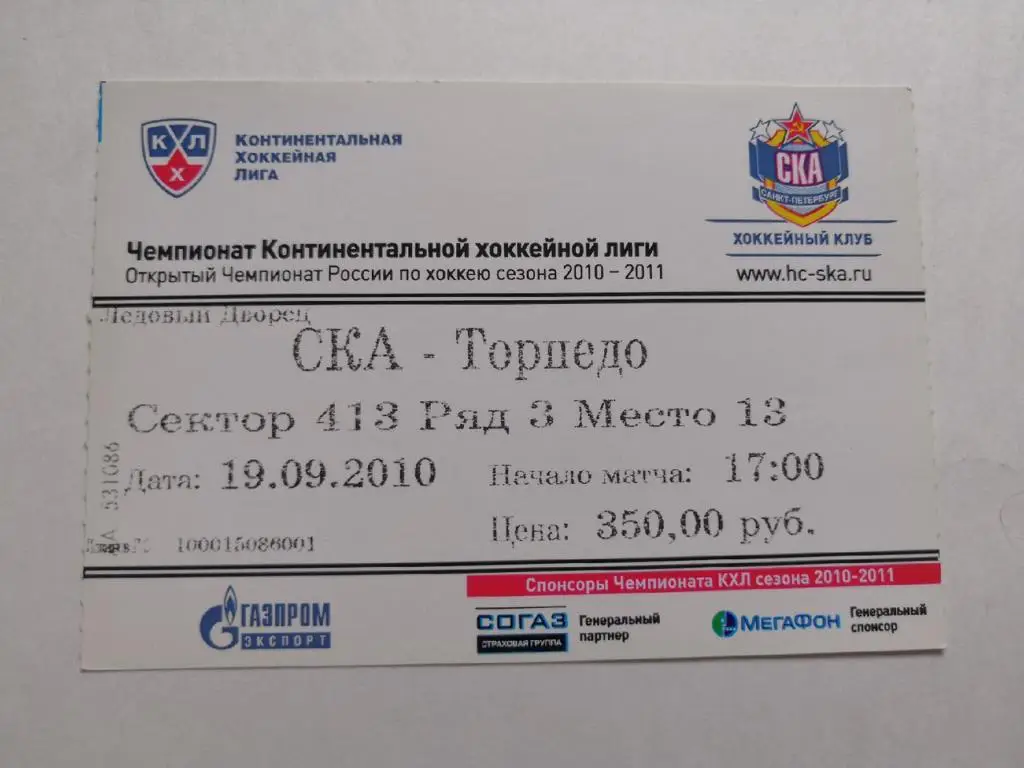 КХЛ
КОНТИНЕНТАЛЬНАЯ
ХОККЕЙНАЯ
ЛИГА
СКА
САНКТ-ПЕТЕРБУРГ
ХОККЕЙНЫЙ КЛУБ
www.hc-ska.ru
Чемпионат Континентальной хоккейной лиги
Открытый Чемпионат России по хоккею сезона 2010 – 2011
Ледовый Дворец
СКА - Торпедо
Сектор 413 Ряд 3 Место 13
Дата: 19.09.2010 Начало матча: 17:00
Цена: 350,00 руб.
531086
100015086001
Спонсоры Чемпионата КХЛ сезона 2010-2011
ГАЗПРОМ
ЭКСПОРТ
СОГАЗ
СТРАХОВАЯ ГРУППА
Генеральный
партнер
МЕГАФОН
Генеральный
спонсор